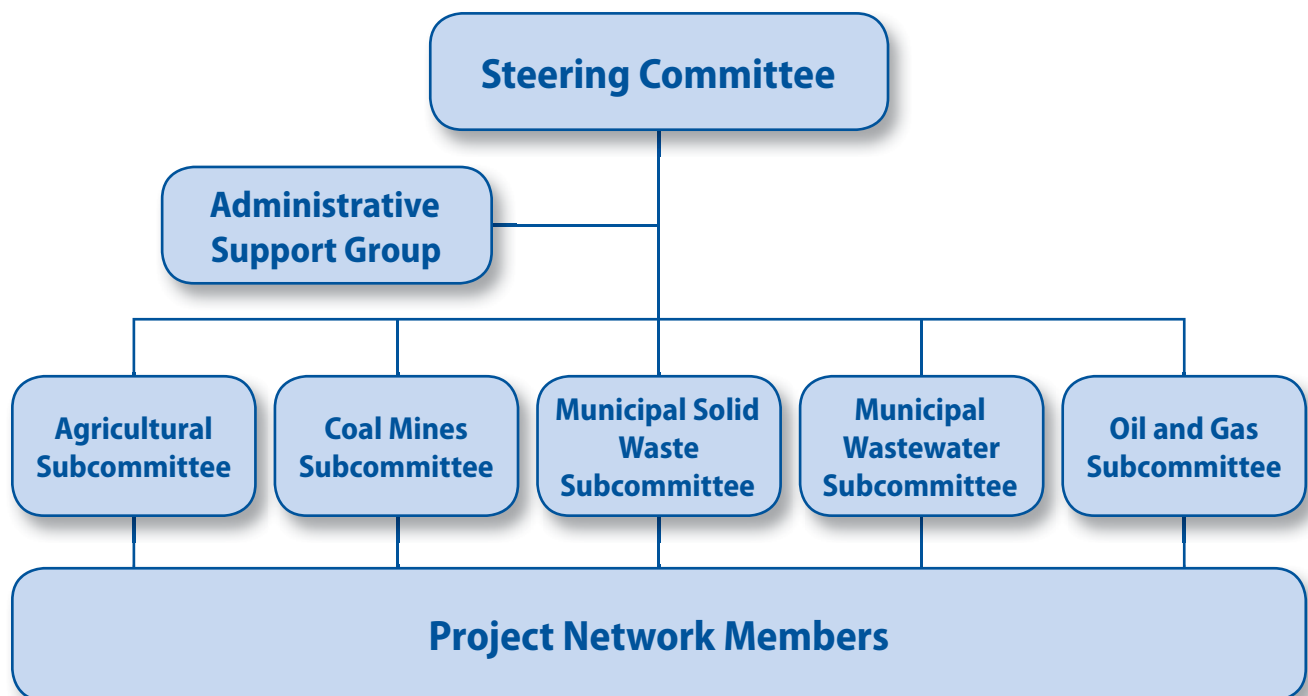 Steering Committee
Administrative
Support Group
Agricultural
Subcommittee
Coal Mines
Subcommittee
Municipal Solid
Waste
Subcommittee
Municipal
Wastewater
Subcommittee
Oil and Gas
Subcommittee
Project Network Members